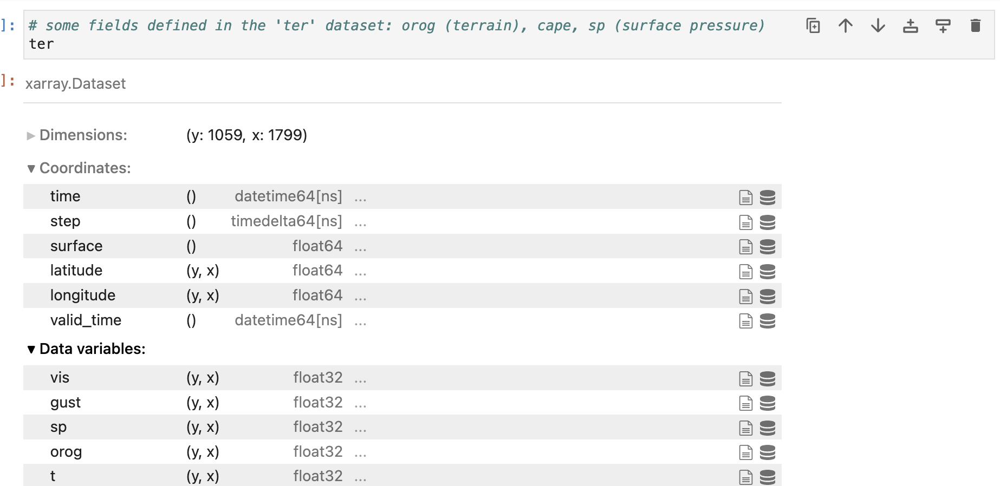 ]: # some fields defined in the 'ter' dataset: orog (terrain), cape, sp (surface pressure)
ter
]: xarray.Dataset
► Dimensions: (y: 1059, x: 1799)
▼ Coordinates:
time () datetime64[ns] ...
step () timedelta64[ns] ...
surface () float64 ...
latitude (y, x) float64 ...
longitude (y, x) float64 ...
valid_time () datetime64[ns] ...
▼ Data variables:
vis (y, x) float32 ...
gust (y, x) float32 ...
sp (y, x) float32 ...
orog (y, x) float32 ...
t (y, x) float32 ...